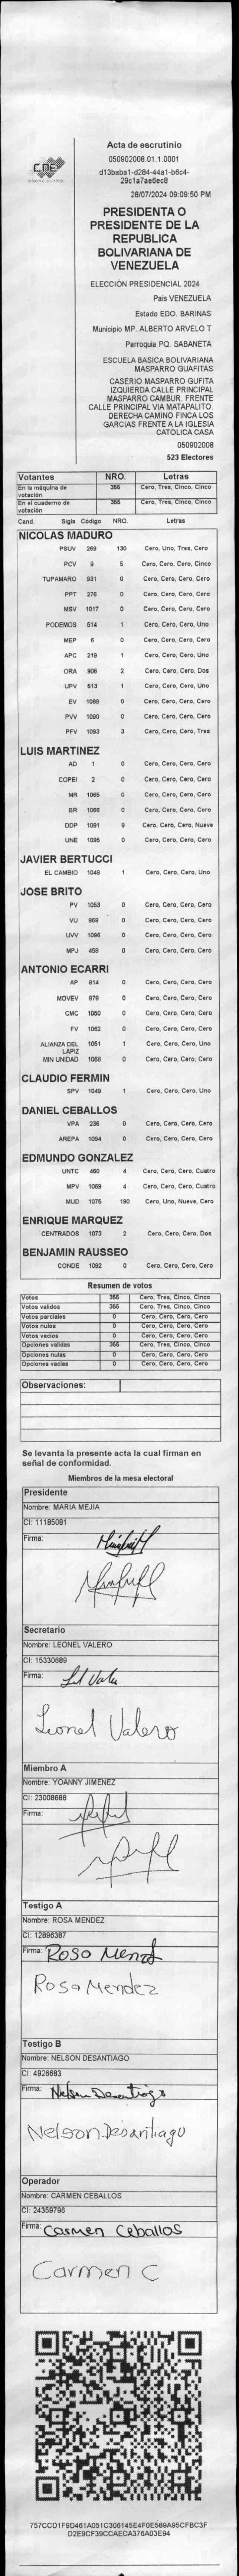 CNE
Acta de escrutinio
050902008.01.1.0001
d13baba1-d284-44a1-b6c4-
29c1a7ae6ec8
28/07/2024 09:09:50 PM
PRESIDENTA O
PRESIDENTE DE LA
REPUBLICA
BOLIVARIANA DE
VENEZUELA
ELECCIÓN PRESIDENCIAL 2024
País VENEZUELA
Estado EDO. BARINAS
Municipio MP. ALBERTO ARVELO T
Parroquia PQ. SABANETA
ESCUELA BASICA BOLIVARIANA
MASPARRO GUAFITAS
CASERIO MASPARRO GUFITA
IZQUIERDA CALLE PRINCIPAL
MASPARRO CAMBUR. FRENTE
CALLE PRINCIPAL VIA MATAPALITO.
DERECHA CAMINO FINCA LOS
GARCIAS FRENTE A LA IGLESIA
CATOLICA CASA
050902008
523 Electores
Votantes NRO. Letras
En la máquina de votación 355 Cero, Tres, Cinco, Cinco
En el cuaderno de votación 355 Cero, Tres, Cinco, Cinco
Cand. Sigla Código NRO. Letras
NICOLAS MADURO
PSUV 269 130 Cero, Uno, Tres, Cero
PCV 9 5 Cero, Cero, Cero, Cinco
TUPAMARO 931 0 Cero, Cero, Cero, Cero
PPT 276 0 Cero, Cero, Cero, Cero
MSV 1017 0 Cero, Cero, Cero, Cero
PODEMOS 514 1 Cero, Cero, Cero, Uno
MEP 6 0 Cero, Cero, Cero, Cero
APC 219 1 Cero, Cero, Cero, Uno
ORA 906 2 Cero, Cero, Cero, Dos
UPV 613 1 Cero, Cero, Cero, Uno
EV 1089 0 Cero, Cero, Cero, Cero
PVV 1090 0 Cero, Cero, Cero, Cero
PFV 1093 3 Cero, Cero, Cero, Tres
LUIS MARTINEZ
AD 1 0 Cero, Cero, Cero, Cero
COPEI 2 0 Cero, Cero, Cero, Cero
MR 1065 0 Cero, Cero, Cero, Cero
BR 1066 0 Cero, Cero, Cero, Cero
DDP 1091 9 Cero, Cero, Cero, Nueve
UNE 1095 0 Cero, Cero, Cero, Cero
JAVIER BERTUCCI
EL CAMBIO 1048 1 Cero, Cero, Cero, Uno
JOSE BRITO
PV 1053 0 Cero, Cero, Cero, Cero
VU 868 0 Cero, Cero, Cero, Cero
UVV 1096 0 Cero, Cero, Cero, Cero
MPJ 458 0 Cero, Cero, Cero, Cero
ANTONIO ECARRI
AP 814 0 Cero, Cero, Cero, Cero
MOVEV 878 0 Cero, Cero, Cero, Cero
CMC 1050 0 Cero, Cero, Cero, Cero
FV 1062 0 Cero, Cero, Cero, Cero
ALIANZA DEL LAPIZ 1051 1 Cero, Cero, Cero, Uno
MIN UNIDAD 1068 0 Cero, Cero, Cero, Cero
CLAUDIO FERMIN
SPV 1049 1 Cero, Cero, Cero, Uno
DANIEL CEBALLOS
VPA 236 0 Cero, Cero, Cero, Cero
AREPA 1094 0 Cero, Cero, Cero, Cero
EDMUNDO GONZALEZ
UNTC 460 4 Cero, Cero, Cero, Cuatro
MPV 1069 4 Cero, Cero, Cero, Cuatro
MUD 1075 190 Cero, Uno, Nueve, Cero
ENRIQUE MARQUEZ
CENTRADOS 1073 2 Cero, Cero, Cero, Dos
BENJAMIN RAUSSEO
CONDE 1092 0 Cero, Cero, Cero, Cero
Resumen de votos
Votos 355 Cero, Tres, Cinco, Cinco
Votos validos 355 Cero, Tres, Cinco, Cinco
Votos parciales 0 Cero, Cero, Cero, Cero
Votos nulos 0 Cero, Cero, Cero, Cero
Votos vacios 0 Cero, Cero, Cero, Cero
Opciones validas 355 Cero, Tres, Cinco, Cinco
Opciones nulas 0 Cero, Cero, Cero, Cero
Opciones vacias 0 Cero, Cero, Cero, Cero
Observaciones:
Se levanta la presente acta la cual firman en
señal de conformidad.
Miembros de la mesa electoral
Presidente
Nombre: MARIA MEJIA
CI: 11185081
Firma:
Secretario
Nombre: LEONEL VALERO
CI: 15330689
Firma:
Leonel Valero
Miembro A
Nombre: YOANNY JIMENEZ
CI: 23008688
Firma:
Testigo A
Nombre: ROSA MENDEZ
CI: 12896387
Firma: Rosa Mendez
Rosa Mendez
Testigo B
Nombre: NELSON DESANTIAGO
CI: 4926683
Firma: Nelson Desantiago
Nelson Desantiago
Operador
Nombre: CARMEN CEBALLOS
CI: 24359796
Firma: Carmen Ceballos
Carmen C
757CCD1F9D461A051C306145E4F0E589A95CFBC3F
D2E9CF39CCAECA376A03E94